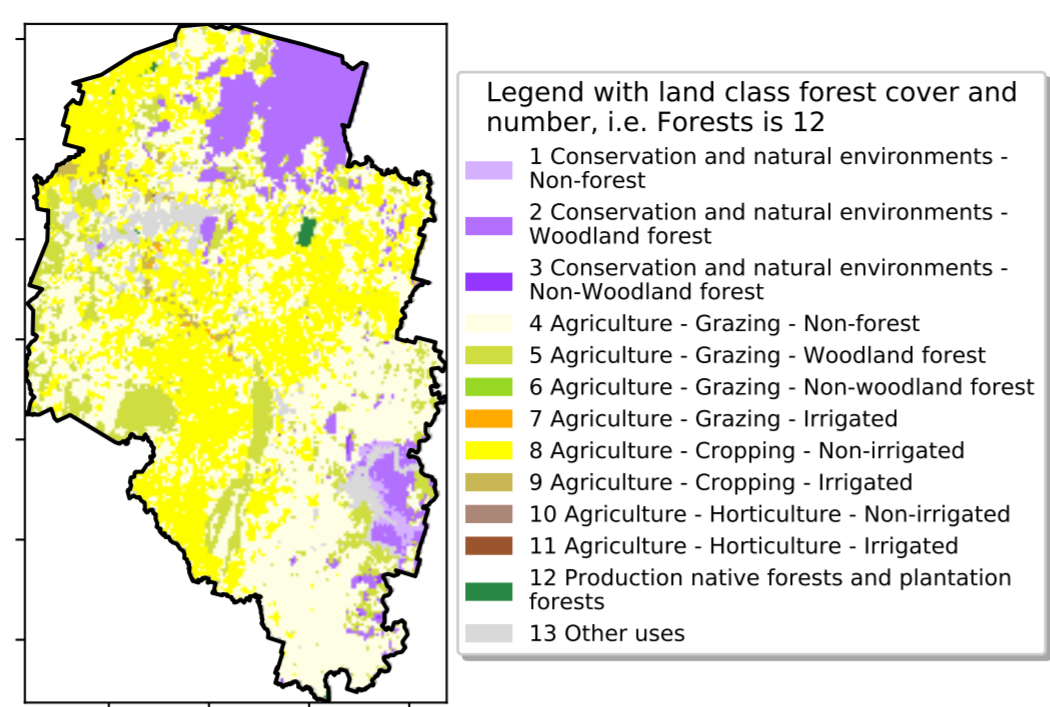 Legend with land class forest cover and
number, i.e. Forests is 12
1 Conservation and natural environments -
Non-forest
2 Conservation and natural environments -
Woodland forest
3 Conservation and natural environments -
Non-Woodland forest
4 Agriculture - Grazing - Non-forest
5 Agriculture - Grazing - Woodland forest
6 Agriculture - Grazing - Non-woodland forest
7 Agriculture - Grazing - Irrigated
8 Agriculture - Cropping - Non-irrigated
9 Agriculture - Cropping - Irrigated
10 Agriculture - Horticulture - Non-irrigated
11 Agriculture - Horticulture - Irrigated
12 Production native forests and plantation
forests
13 Other uses